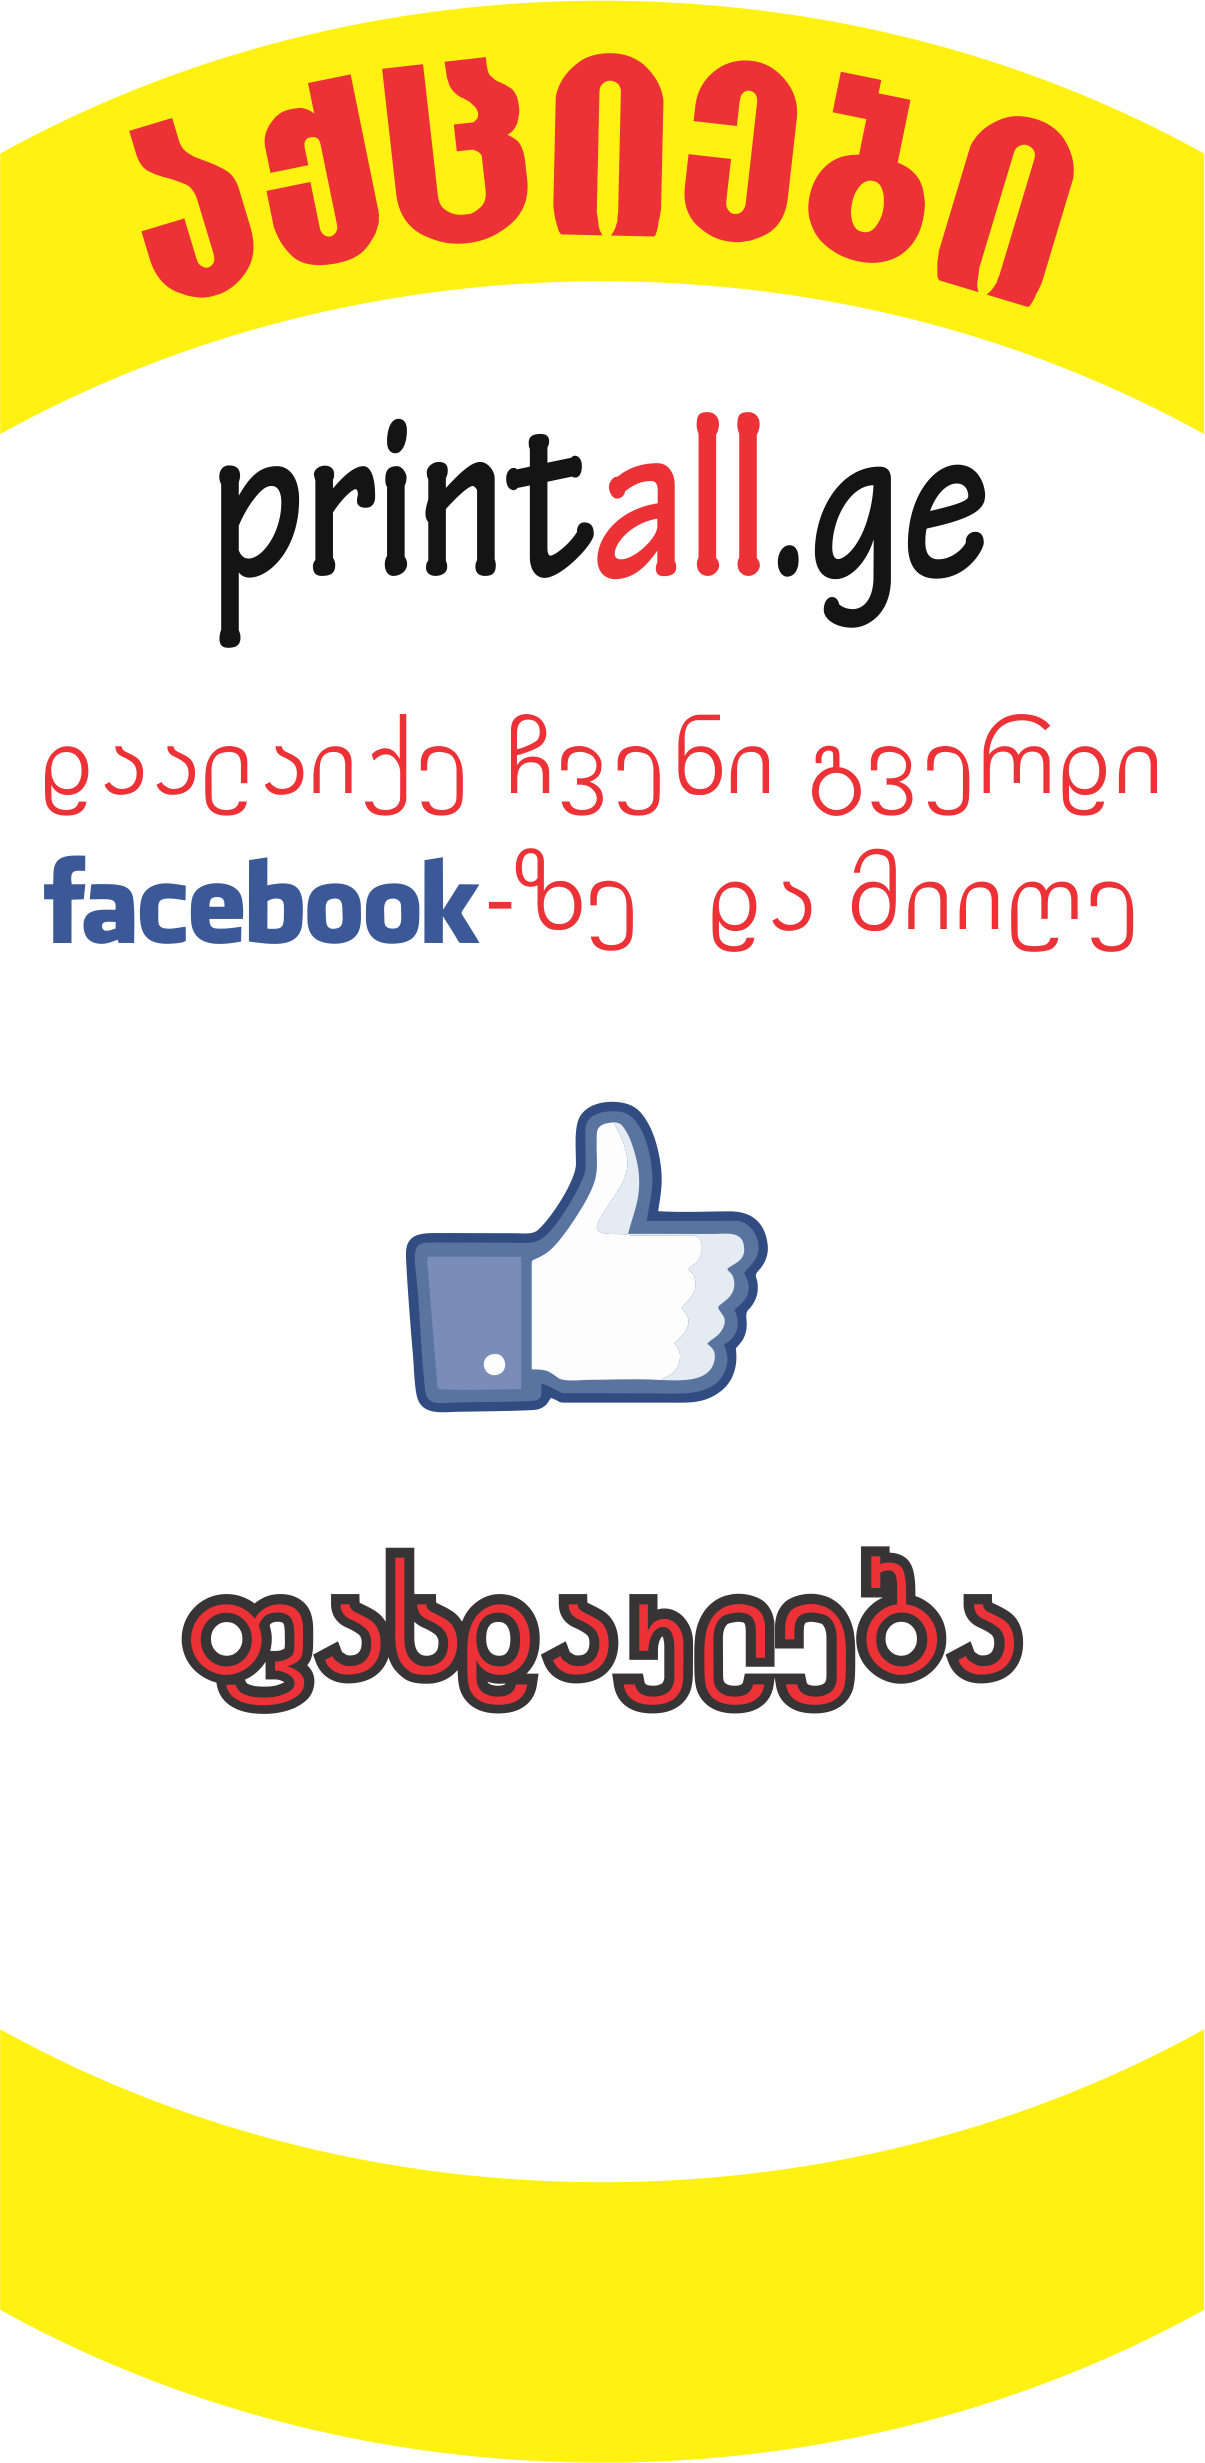 აქციები
printall.ge
დაალაიქე ჩვენი გვერდი
facebook-ზე და მიიღე
ფასდაკლება